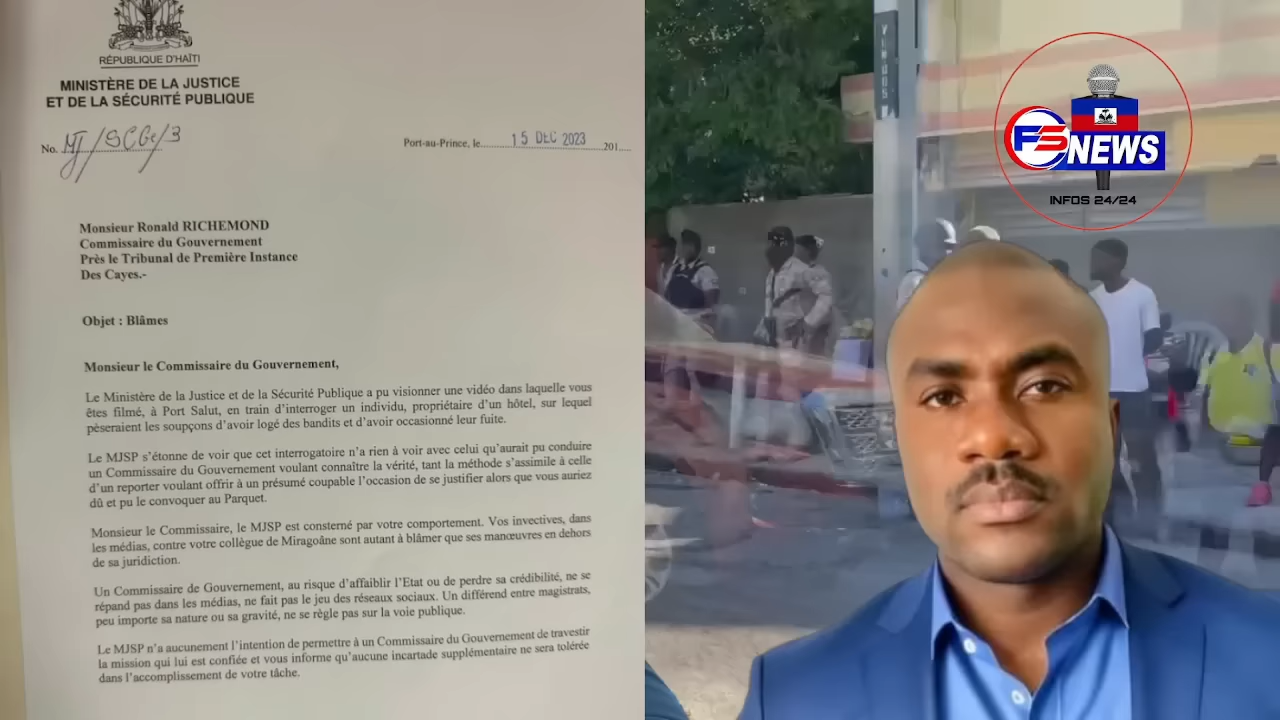 RÉPUBLIQUE D'HAÏTI
MINISTÈRE DE LA JUSTICE
ET DE LA SÉCURITÉ PUBLIQUE
No. MJ/SCGe/3
Port-au-Prince, le 15 DEC 2023 201
Monsieur Ronald RICHEMOND
Commissaire du Gouvernement
Près le Tribunal de Première Instance
Des Cayes.-
Objet : Blâmes
Monsieur le Commissaire du Gouvernement,
Le Ministère de la Justice et de la Sécurité Publique a pu visionner une vidéo dans laquelle vous
êtes filmé, à Port Salut, en train d'interroger un individu, propriétaire d'un hôtel, sur lequel
pèseraient les soupçons d'avoir logé des bandits et d'avoir occasionné leur fuite.
Le MJSP s'étonne de voir que cet interrogatoire n'a rien à voir avec celui qu'aurait pu conduire
un Commissaire du Gouvernement voulant connaître la vérité, tant la méthode s'assimile à celle
d'un reporter voulant offrir à un présumé coupable l'occasion de se justifier alors que vous auriez
dû et pu le convoquer au Parquet.
Monsieur le Commissaire, le MJSP est consterné par votre comportement. Vos invectives, dans
les médias, contre votre collègue de Miragoâne sont autant à blâmer que ses manœuvres en dehors
de sa juridiction.
Un Commissaire de Gouvernement, au risque d'affaiblir l'Etat ou de perdre sa crédibilité, ne se
répand pas dans les médias, ne fait pas le jeu des réseaux sociaux. Un différend entre magistrats,
peu importe sa nature ou sa gravité, ne se règle pas sur la voie publique.
Le MJSP n'a aucunement l'intention de permettre à un Commissaire du Gouvernement de travestir
la mission qui lui est confiée et vous informe qu'aucune incartade supplémentaire ne sera tolérée
dans l'accomplissement de votre tâche.
FS NEWS
INFOS 24/24